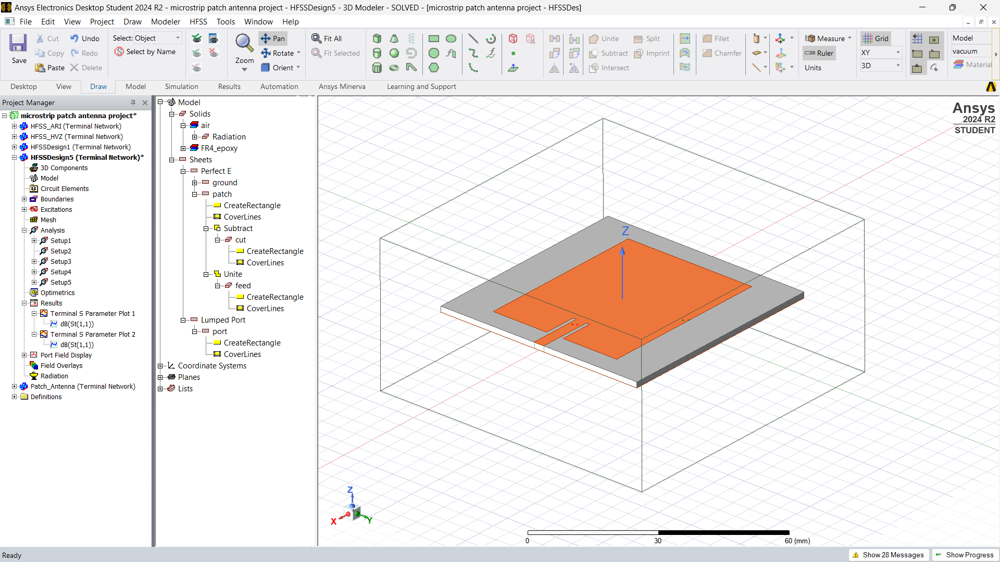 Ansys Electronics Desktop Student 2024 R2 - microstrip patch antenna project - HFSSDesign5 - 3D Modeler - SOLVED - [microstrip patch antenna project - HFSSDes]
File Edit View Project Draw Modeler HFSS Tools Window Help
Save
Cut
Copy
Paste
Undo
Redo
Delete
Select: Object
Select by Name
Zoom
Pan
Rotate
Orient
Fit All
Fit Selected
Unite
Subtract
Intersect
Split
Imprint
Fillet
Chamfer
Measure
Ruler
Units
Grid
XY
3D
Model
vacuum
Material
Desktop View Draw Model Simulation Results Automation Ansys Minerva Learning and Support
Project Manager
microstrip patch antenna project*
HFSS_ARI (Terminal Network)
HFSS_HVZ (Terminal Network)
HFSSDesign1 (Terminal Network)
HFSSDesign5 (Terminal Network)*
3D Components
Model
Circuit Elements
Boundaries
Excitations
Mesh
Analysis
Setup1
Setup2
Setup3
Setup4
Setup5
Optimetrics
Results
Terminal S Parameter Plot 1
dB(St(1,1))
Terminal S Parameter Plot 2
dB(St(1,1))
Port Field Display
Field Overlays
Radiation
Patch_Antenna (Terminal Network)
Definitions
Model
Solids
air
Radiation
FR4_epoxy
Sheets
Perfect E
ground
patch
CreateRectangle
CoverLines
Subtract
cut
CreateRectangle
CoverLines
Unite
feed
CreateRectangle
CoverLines
Lumped Port
port
CreateRectangle
CoverLines
Coordinate Systems
Planes
Lists
Ansys
2024 R2
STUDENT
Z
Z
X
Y
0 30 60 (mm)
Ready
Show 28 Messages
Show Progress